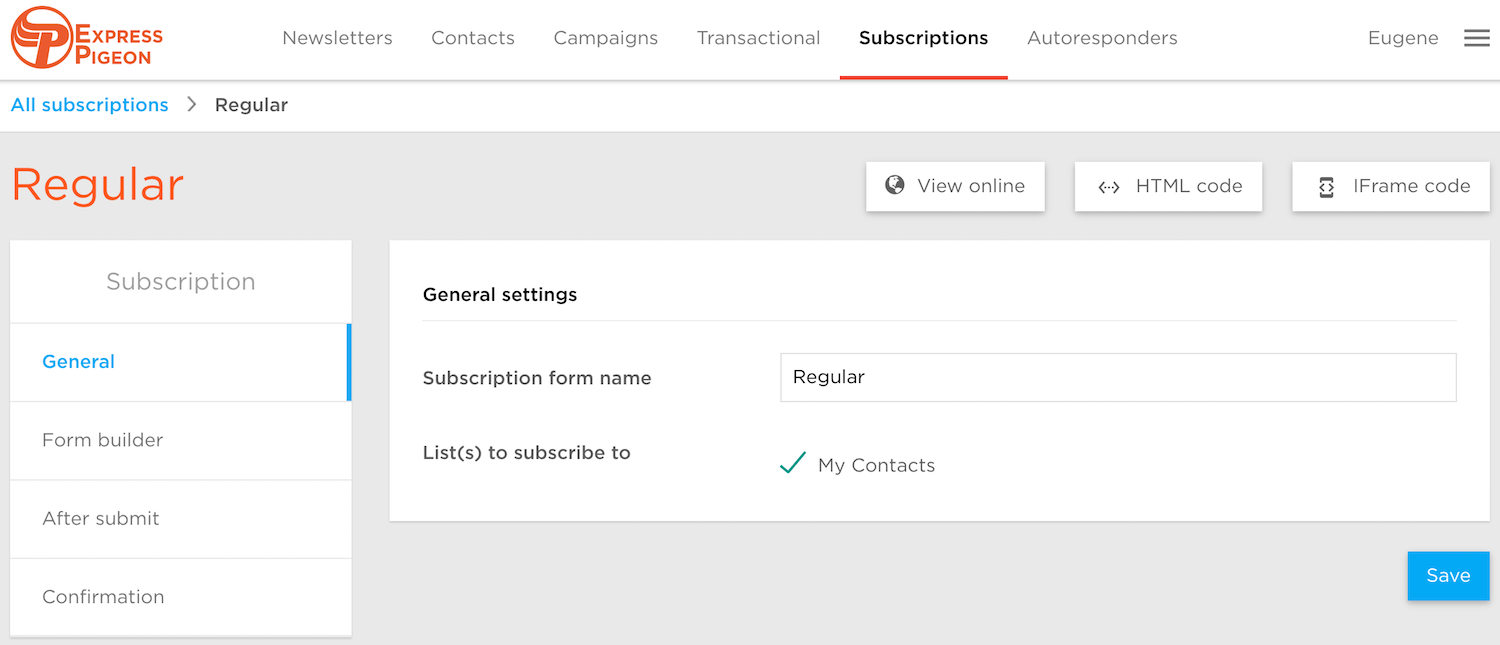 EXPRESS
PIGEON
Newsletters Contacts Campaigns Transactional Subscriptions Autoresponders Eugene
All subscriptions > Regular
Regular
View online HTML code IFrame code
Subscription
General
Form builder
After submit
Confirmation
General settings
Subscription form name Regular
List(s) to subscribe to My Contacts
Save